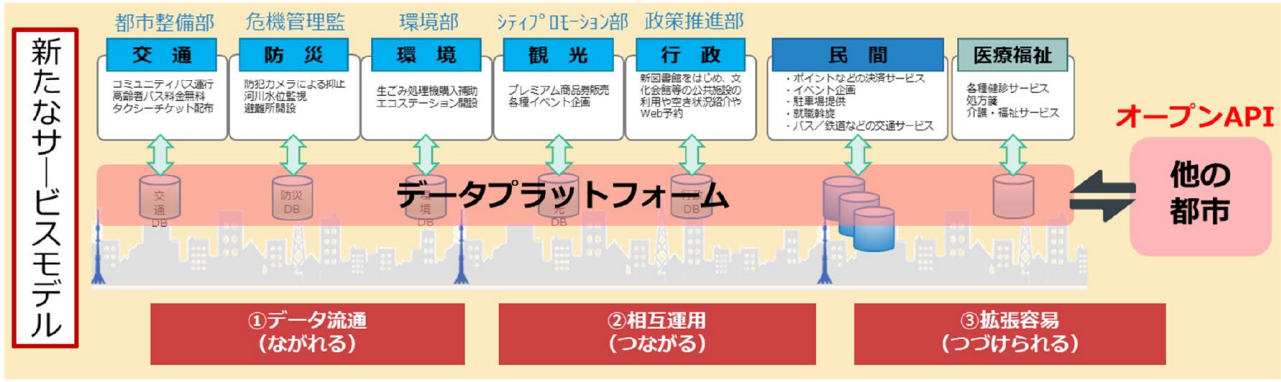 新たなサービスモデル
都市整備部
交 通
コミュニティバス運行
高齢者バス料金無料
タクシーチケット配布
危機管理監
防 災
防犯カメラによる抑止
河川水位監視
避難所開設
環境部
環 境
生ごみ処理機購入補助
エコステーション開設
シティプロモーション部
観 光
プレミアム商品券販売
各種イベント企画
政策推進部
行 政
新図書館をはじめ、文
化会館等の公共施設の
利用や空き状況紹介や
Web予約
民 間
・ポイントなどの決済サービス
・イベント企画
・駐車場提供
・就職斡旋
・バス／鉄道などの交通サービス
医療福祉
各種健診サービス
処方箋
介護・福祉サービス
オープンAPI
他の
都市
データプラットフォーム
交
通
DB
防災
DB
環
境
DB
光
DB
行政
DB
①データ流通
（ながれる）
②相互運用
（つながる）
③拡張容易
（つづけられる）